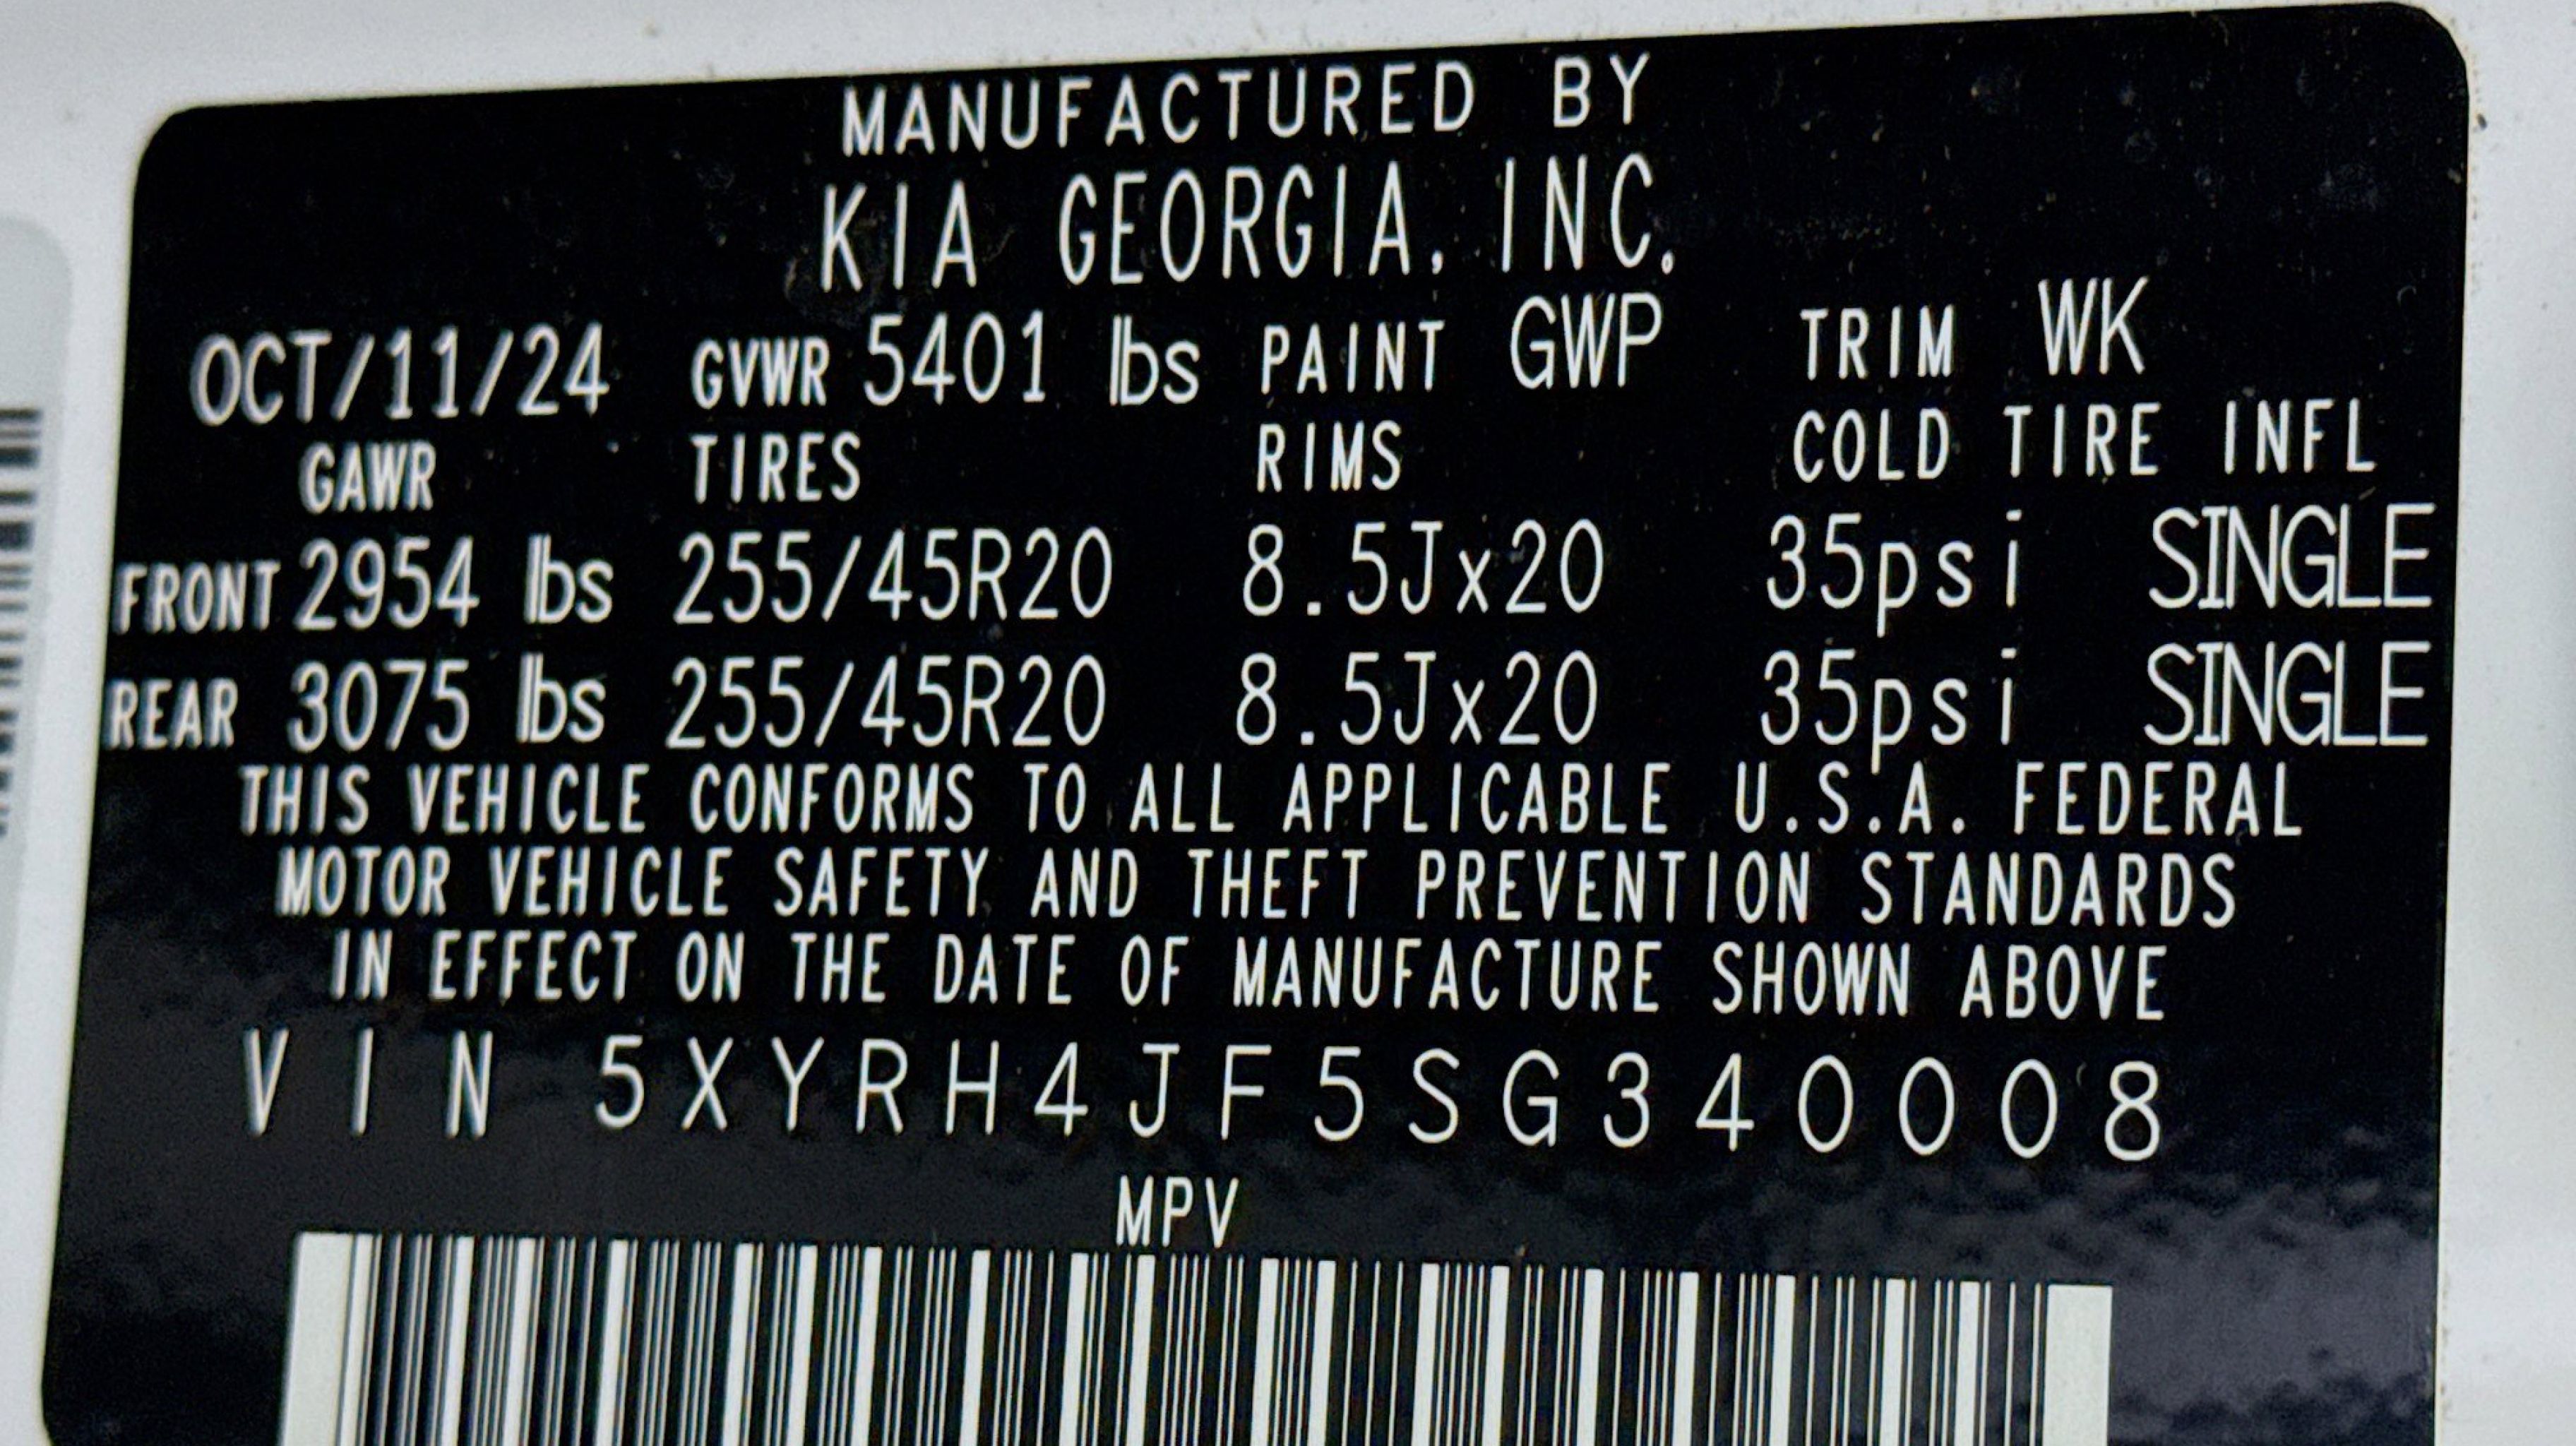 MANUFACTURED BY
KIA GEORGIA, INC.
OCT/11/24 GVWR 5401 lbs PAINT GWP TRIM WK
GAWR TIRES RIMS COLD TIRE INFL
FRONT 2954 lbs 255/45R20 8.5Jx20 35psi SINGLE
REAR 3075 lbs 255/45R20 8.5Jx20 35psi SINGLE
THIS VEHICLE CONFORMS TO ALL APPLICABLE U.S.A. FEDERAL
MOTOR VEHICLE SAFETY AND THEFT PREVENTION STANDARDS
IN EFFECT ON THE DATE OF MANUFACTURE SHOWN ABOVE
VIN 5XYRH4JF5SG340008
MPV